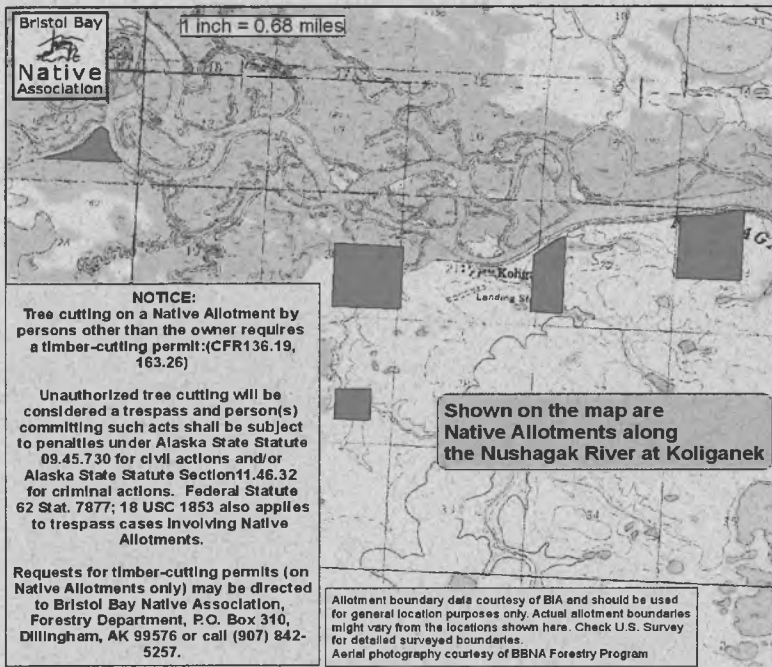 Bristol Bay
Native
Association
1 inch = 0.68 miles
Landing
NOTICE:
Tree cutting on a Native Allotment by
persons other than the owner requires
a timber-cutting permit:(CFR136.19,
163.26)
Unauthorized tree cutting will be
considered a trespass and person(s)
committing such acts shall be subject
to penalties under Alaska State Statute
09.45.730 for civil actions and/or
Alaska State Statute Section11.46.32
for criminal actions. Federal Statute
62 Stat. 7877; 18 USC 1853 also applies
to trespass cases involving Native
Allotments.
Requests for timber-cutting permits (on
Native Allotments only) may be directed
to Bristol Bay Native Association,
Forestry Department, P.O. Box 310,
Dillingham, AK 99576 or call (907) 842-
5257.
Shown on the map are
Native Allotments along
the Nushagak River at Koliganek
Allotment boundary data courtesy of BIA and should be used
for general location purposes only. Actual allotment boundaries
might vary from the locations shown here. Check U.S. Survey
for detailed surveyed boundaries.
Aerial photography courtesy of BBNA Forestry Program